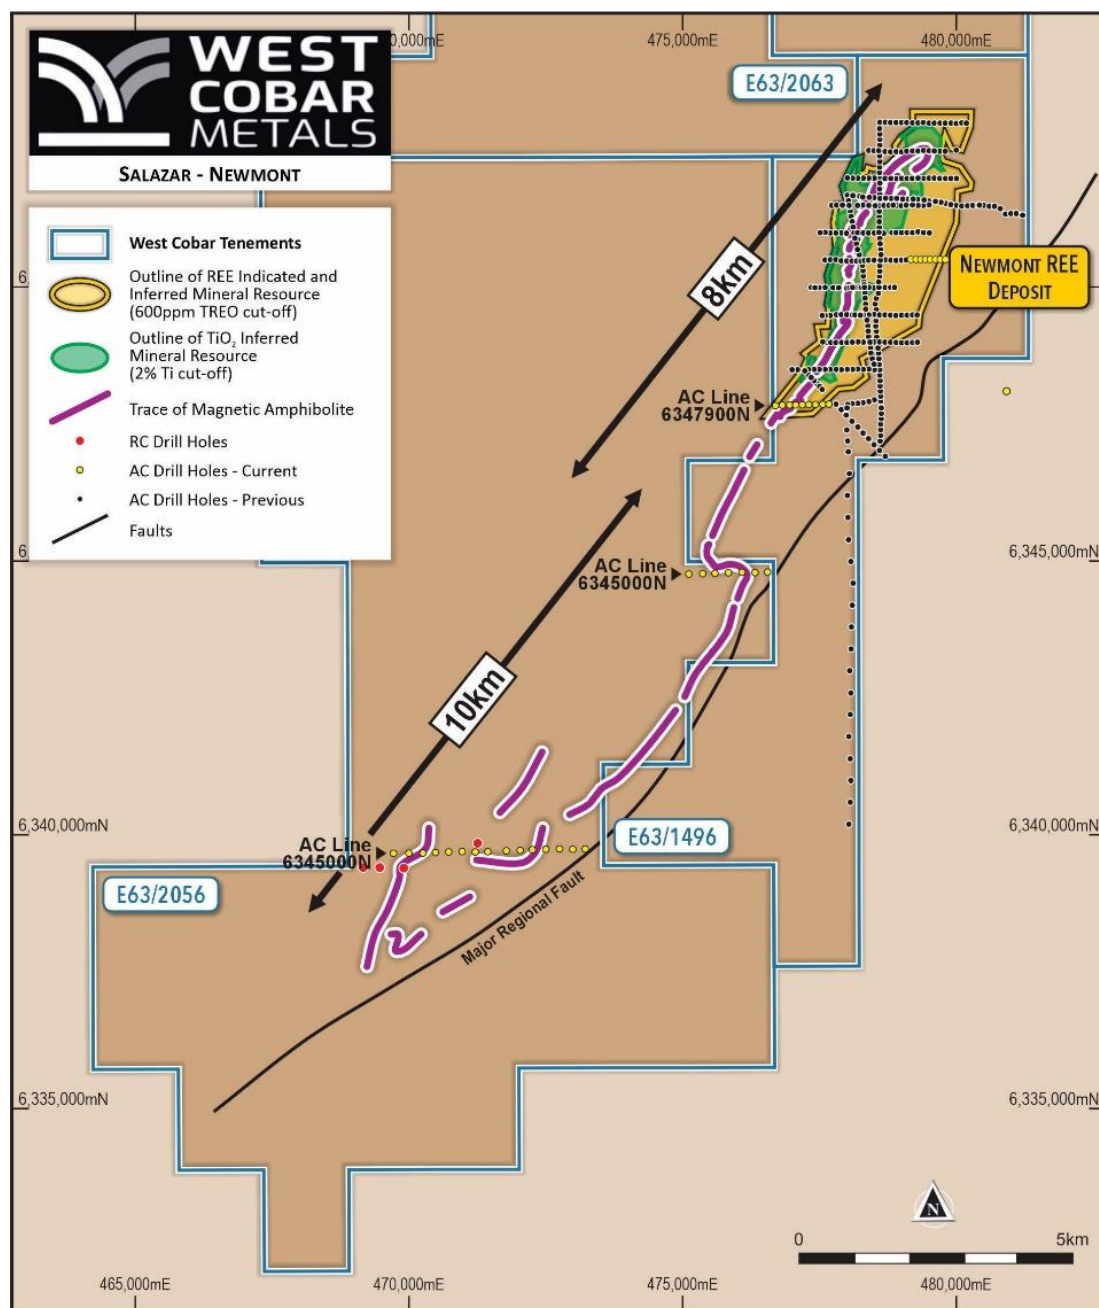 WEST
COBAR
METALS
SALAZAR - NEWMONT
475,000mE
480,000mE
E63/2063
West Cobar Tenements
Outline of REE Indicated and
Inferred Mineral Resource
(600ppm TREO cut-off)
Outline of TiO₂ Inferred
Mineral Resource
(2% Ti cut-off)
Trace of Magnetic Amphibolite
RC Drill Holes
AC Drill Holes - Current
AC Drill Holes - Previous
Faults
8km
NEWMONT REE
DEPOSIT
AC Line
6347900N
6,345,000mN
AC Line
6345000N
10km
6,340,000mN
6,340,000mN
AC Line
6345000N
E63/1496
E63/2056
Major Regional Fault
6,335,000mN
6,335,000mN
N
0
5km
465,000mE
470,000mE
475,000mE
480,000mE